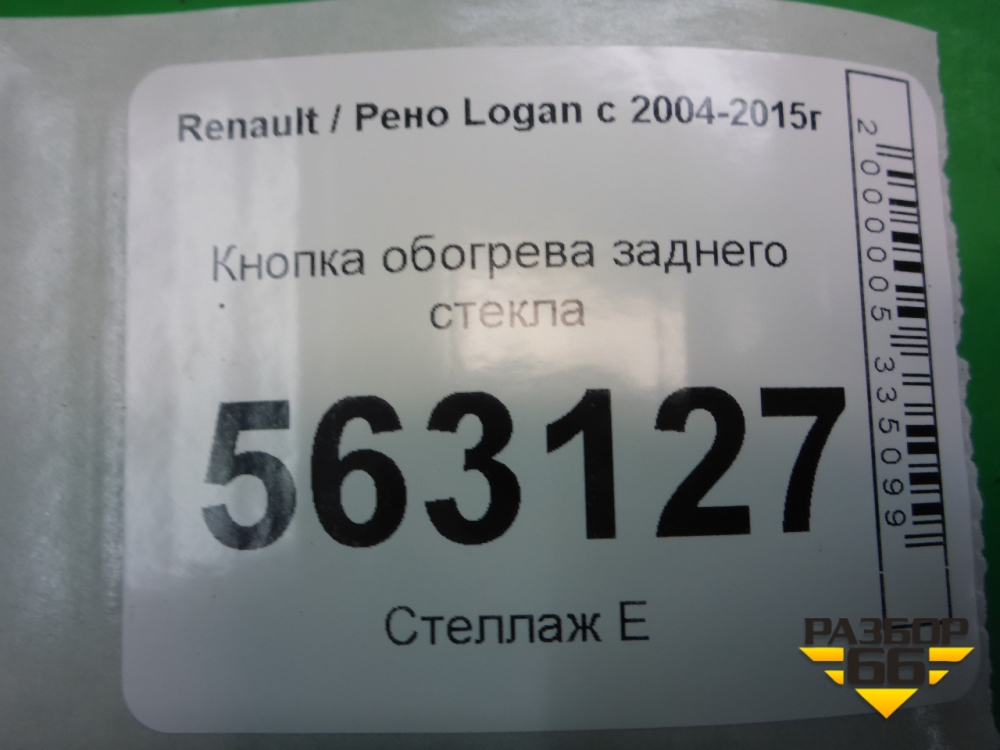 Renault / Рено Logan с 2004-2015г
Кнопка обогрева заднего
стекла
563127
Стеллаж Е
2000005335099
РАЗБОР
66